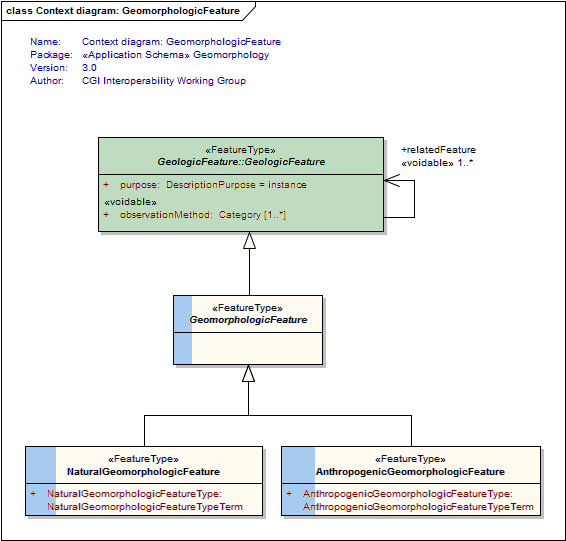 class Context diagram: GeomorphologicFeature
Name: Context diagram: GeomorphologicFeature
Package: «Application Schema» Geomorphology
Version: 3.0
Author: CGI Interoperability Working Group
«FeatureType»
GeologicFeature::GeologicFeature
+ purpose: DescriptionPurpose = instance
«voidable»
+ observationMethod: Category [1..*]
+relatedFeature
«voidable» 1..*
«FeatureType»
GeomorphologicFeature
«FeatureType»
NaturalGeomorphologicFeature
+ NaturalGeomorphologicFeatureType:
NaturalGeomorphologicFeatureTypeTerm
«FeatureType»
AnthropogenicGeomorphologicFeature
+ AnthropogenicGeomorphologicFeatureType:
AnthropogenicGeomorphologicFeatureTypeTerm